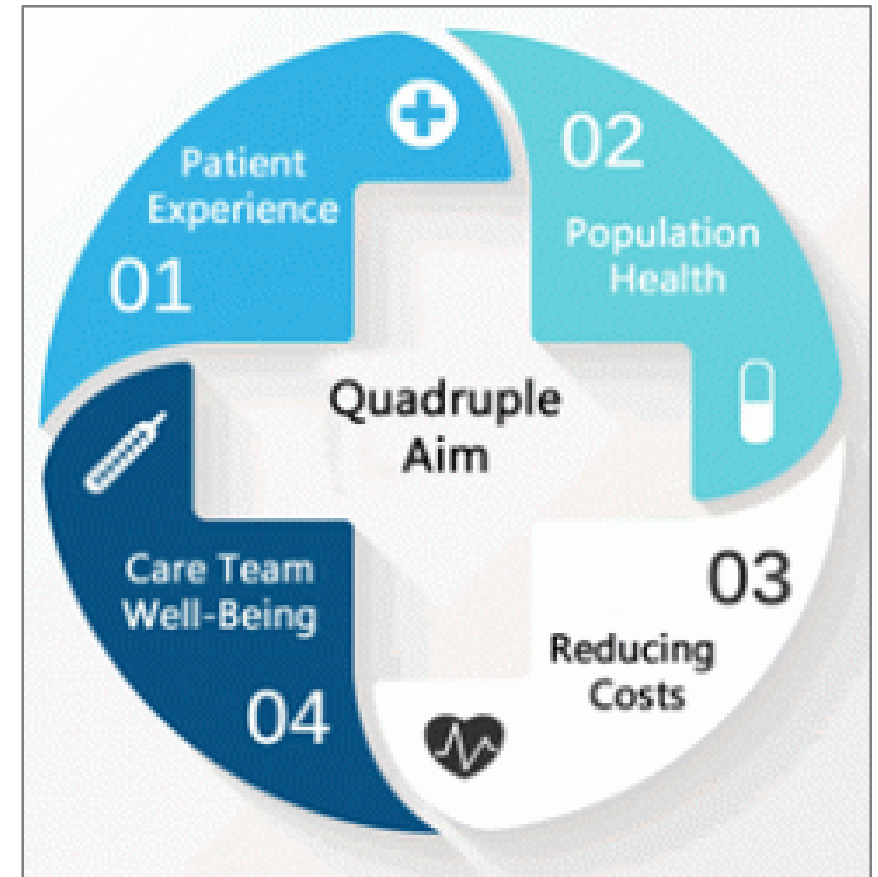 Patient
Experience
01
02
Population
Health
Quadruple
Aim
03
Reducing
Costs
Care Team
Well-Being
04